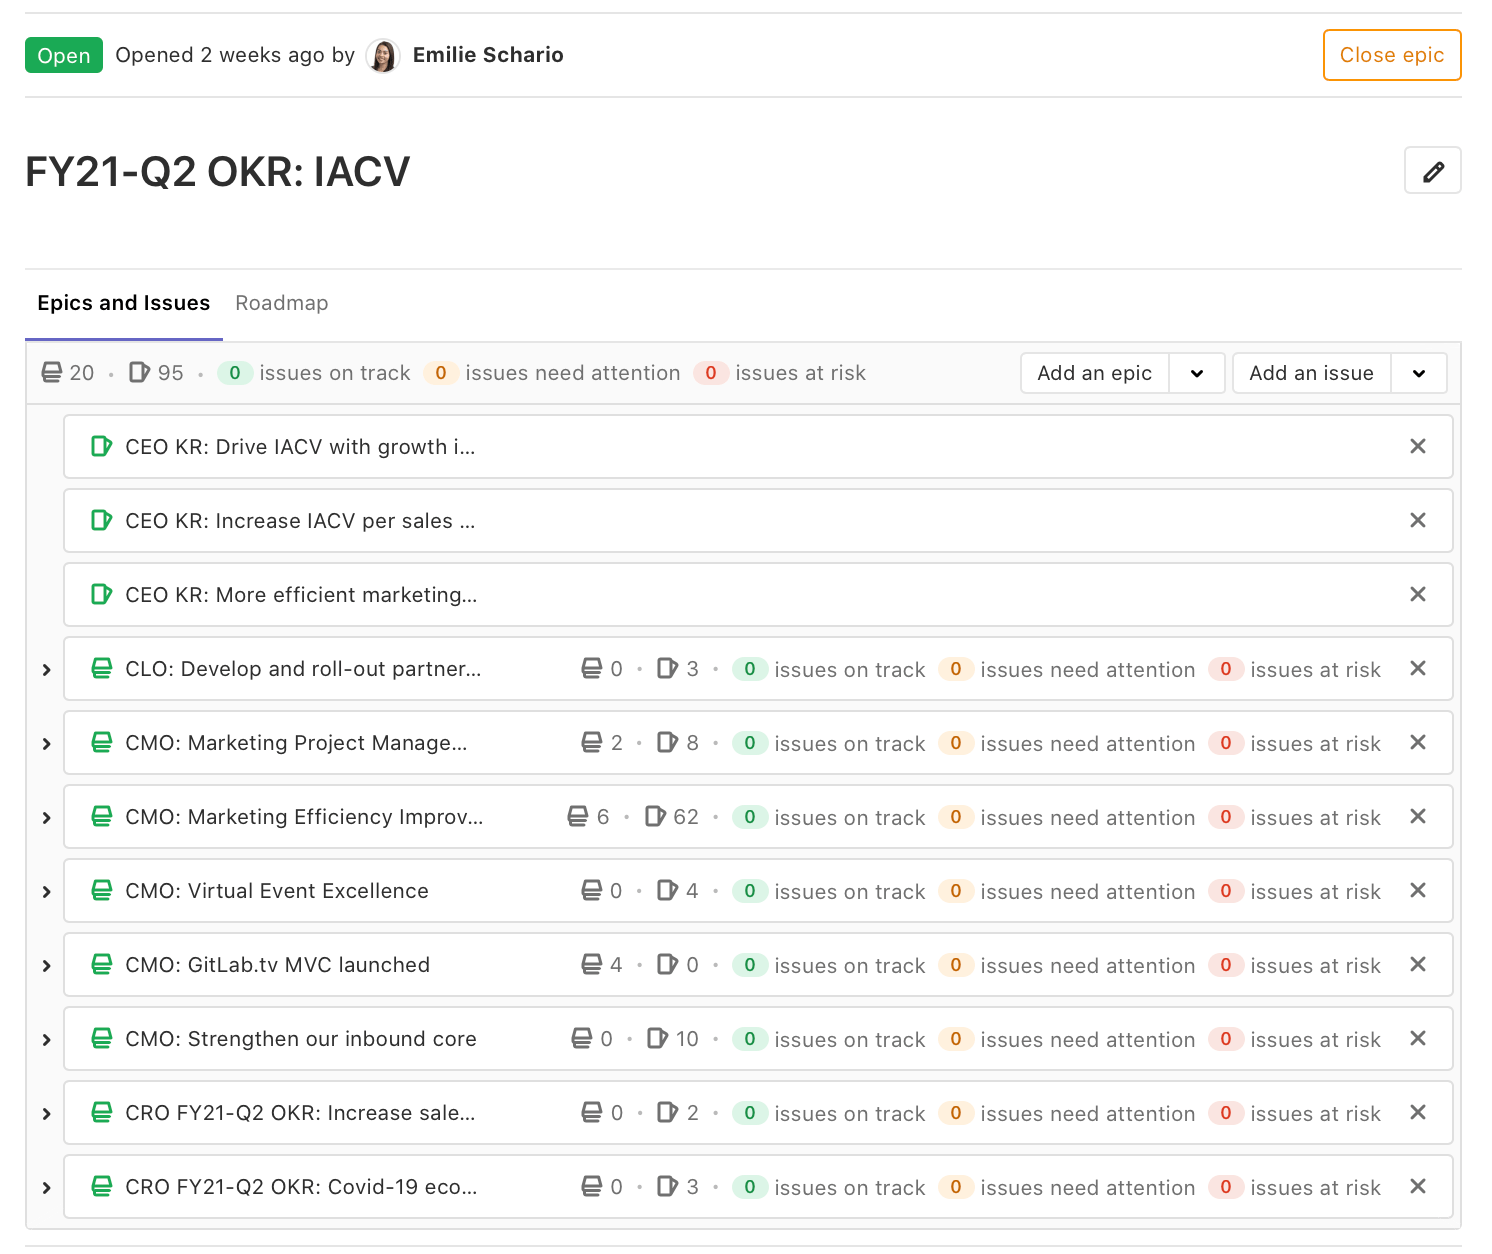 Open Opened 2 weeks ago by Emilie Schario Close epic
FY21-Q2 OKR: IACV
Epics and Issues Roadmap
20 • 95 • 0 issues on track 0 issues need attention 0 issues at risk Add an epic Add an issue
CEO KR: Drive IACV with growth i...
CEO KR: Increase IACV per sales ...
CEO KR: More efficient marketing...
CLO: Develop and roll-out partner... 0 • 3 • 0 issues on track 0 issues need attention 0 issues at risk
CMO: Marketing Project Manage... 2 • 8 • 0 issues on track 0 issues need attention 0 issues at risk
CMO: Marketing Efficiency Improv... 6 • 62 • 0 issues on track 0 issues need attention 0 issues at risk
CMO: Virtual Event Excellence 0 • 4 • 0 issues on track 0 issues need attention 0 issues at risk
CMO: GitLab.tv MVC launched 4 • 0 • 0 issues on track 0 issues need attention 0 issues at risk
CMO: Strengthen our inbound core 0 • 10 • 0 issues on track 0 issues need attention 0 issues at risk
CRO FY21-Q2 OKR: Increase sale... 0 • 2 • 0 issues on track 0 issues need attention 0 issues at risk
CRO FY21-Q2 OKR: Covid-19 eco... 0 • 3 • 0 issues on track 0 issues need attention 0 issues at risk